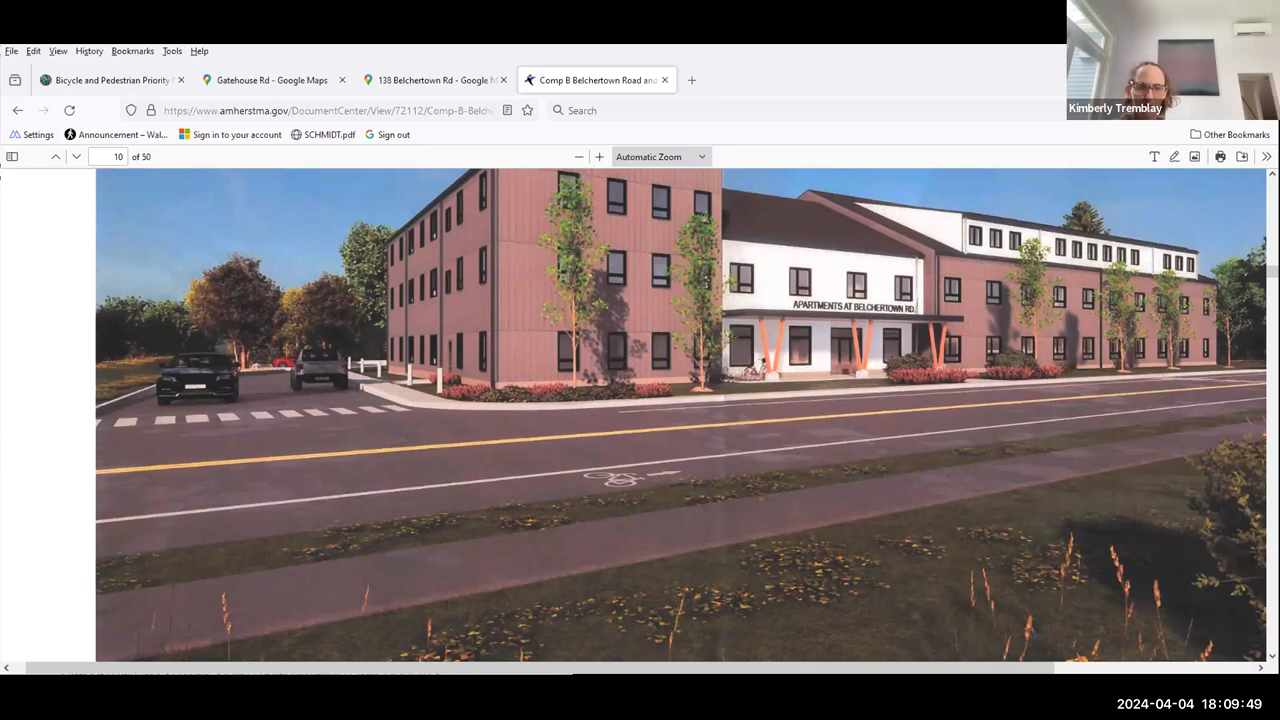 File Edit View History Bookmarks Tools Help
Bicycle and Pedestrian Priority
Gatehouse Rd - Google Maps
138 Belchertown Rd - Google M
Comp B Belchertown Road and
https://www.amherstma.gov/DocumentCenter/View/72112/Comp-B-Belch
Search
Settings
Announcement – Wal...
Sign in to your account
SCHMIDT.pdf
Sign out
Other Bookmarks
10 of 50
Automatic Zoom
Kimberly Tremblay
APARTMENTS AT BELCHERTOWN RD.
2024-04-04 18:09:49